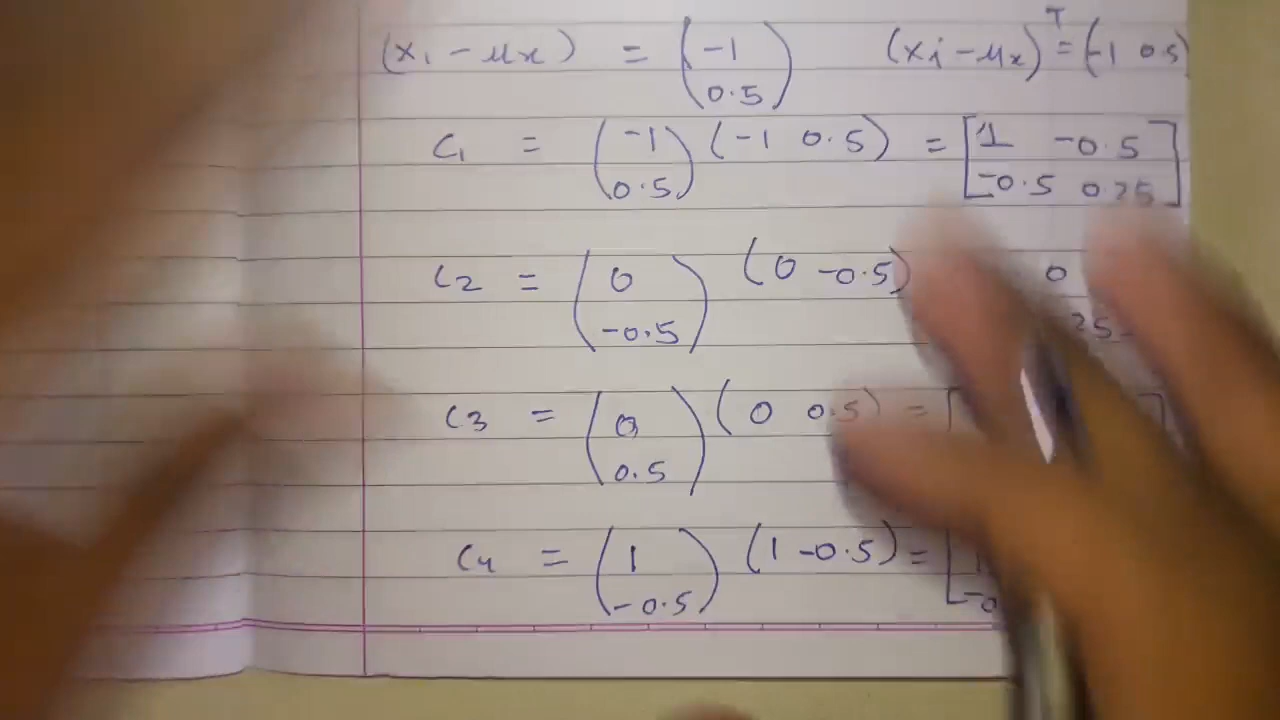 (x1 - μx) = (-1 0.5) (xi - μx)^T = (-1 0.5)
C1 = (-1 0.5) (-1 0.5) = [1 -0.5 -0.5 0.25]
C2 = (0 -0.5) (0 -0.5) 0
C3 = (0 0.5) (0 0.5) = [
C4 = (1 -0.5) (1 -0.5) = [